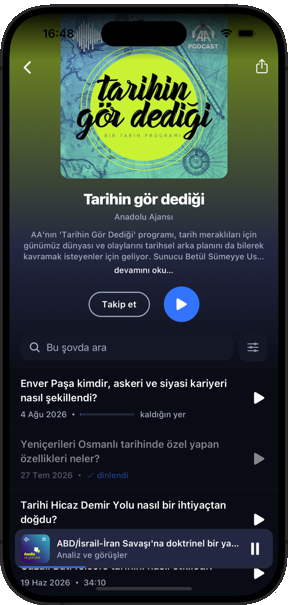 16:48
AA
PODCAST
tarihin
gör dediği
BİR TARİH PROGRAMI
Tarihin gör dediği
Anadolu Ajansı
AA'nın 'Tarihin Gör Dediği' programı, tarih meraklıları için
günümüz dünyası ve olaylarını tarihsel arka planını da bilerek
kavramak isteyenler için geliyor. Sunucu Betül Sümeyye Us...
devamını oku...
Takip et
Bu şovda ara
Enver Paşa kimdir, askeri ve siyasi kariyeri
nasıl şekillendi?
4 Ağu 2026 • kaldığın yer
Yeniçerileri Osmanlı tarihinde özel yapan
özellikleri neler?
27 Tem 2026 • ✓ dinlendi
Tarihi Hicaz Demir Yolu nasıl bir ihtiyaçtan
doğdu?
ABD/İsrail-İran Savaşı'na doktrinel bir ya...
Analiz ve görüşler
19 Haz 2026 • 34:10